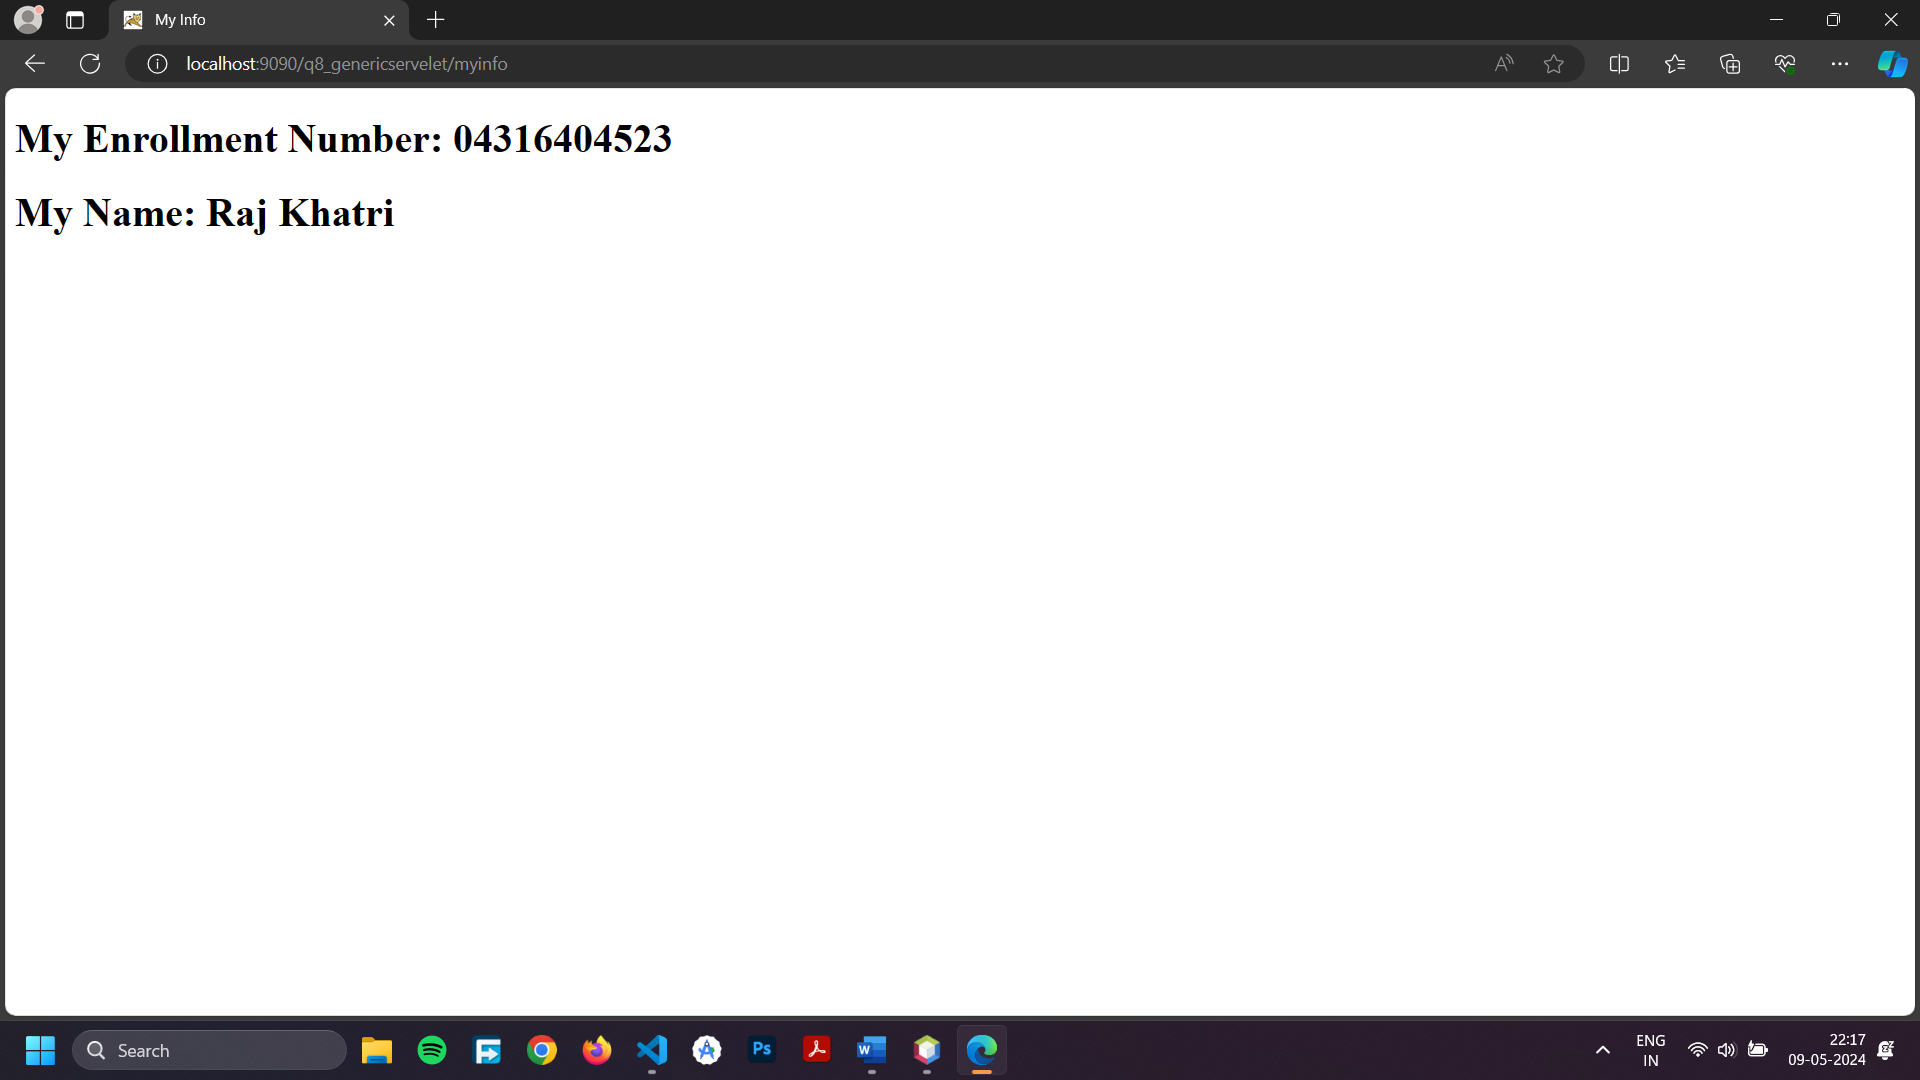 My Info
localhost:9090/q8_genericservelet/myinfo
My Enrollment Number: 04316404523
My Name: Raj Khatri
Search
Ps
W
ENG
IN
22:17
09-05-2024